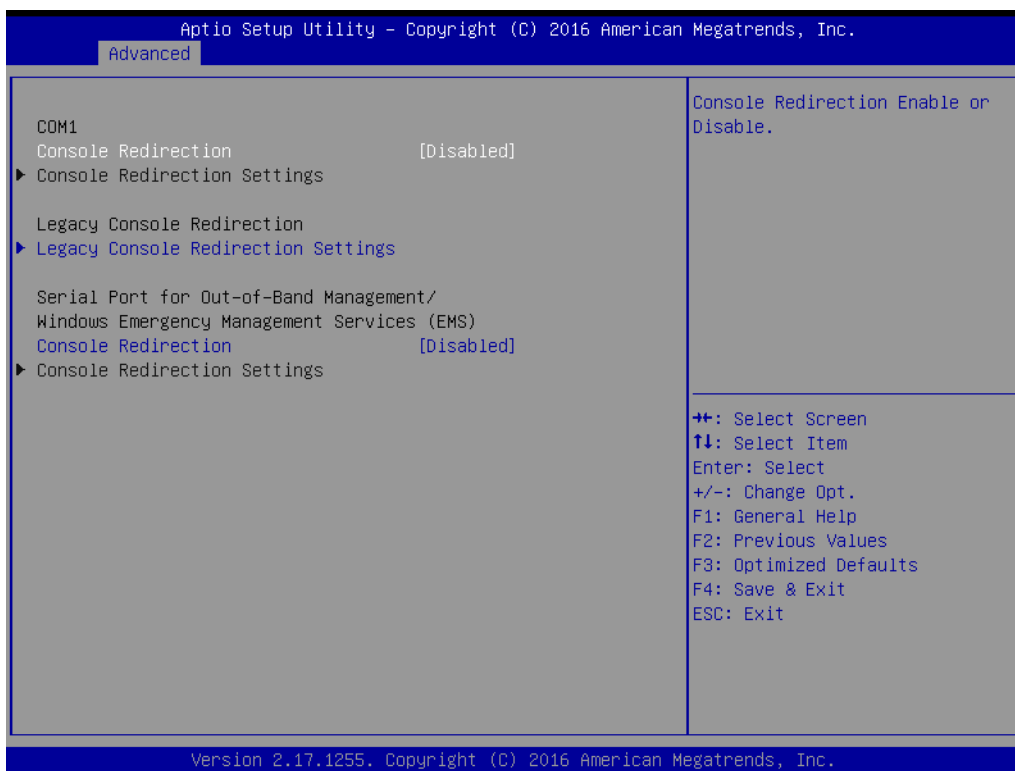 Aptio Setup Utility – Copyright (C) 2016 American Megatrends, Inc.
Advanced
COM1
Console Redirection [Disabled]
▶ Console Redirection Settings
Legacy Console Redirection
▶ Legacy Console Redirection Settings
Serial Port for Out-of-Band Management/
Windows Emergency Management Services (EMS)
Console Redirection [Disabled]
▶ Console Redirection Settings
Console Redirection Enable or
Disable.
→←: Select Screen
↑↓: Select Item
Enter: Select
+/-: Change Opt.
F1: General Help
F2: Previous Values
F3: Optimized Defaults
F4: Save & Exit
ESC: Exit
Version 2.17.1255. Copyright (C) 2016 American Megatrends, Inc.